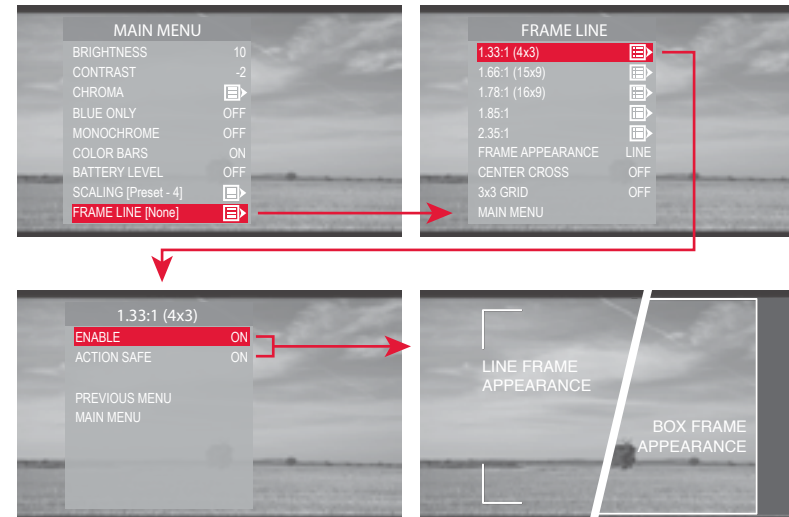 MAIN MENU
BRIGHTNESS 10
CONTRAST -2
CHROMA
BLUE ONLY OFF
MONOCHROME OFF
COLOR BARS ON
BATTERY LEVEL OFF
SCALING [Preset - 4]
FRAME LINE [None]
FRAME LINE
1.33:1 (4x3)
1.66:1 (15x9)
1.78:1 (16x9)
1.85:1
2.35:1
FRAME APPEARANCE LINE
CENTER CROSS OFF
3x3 GRID OFF
MAIN MENU
1.33:1 (4x3)
ENABLE ON
ACTION SAFE ON
PREVIOUS MENU
MAIN MENU
LINE FRAME
APPEARANCE
BOX FRAME
APPEARANCE